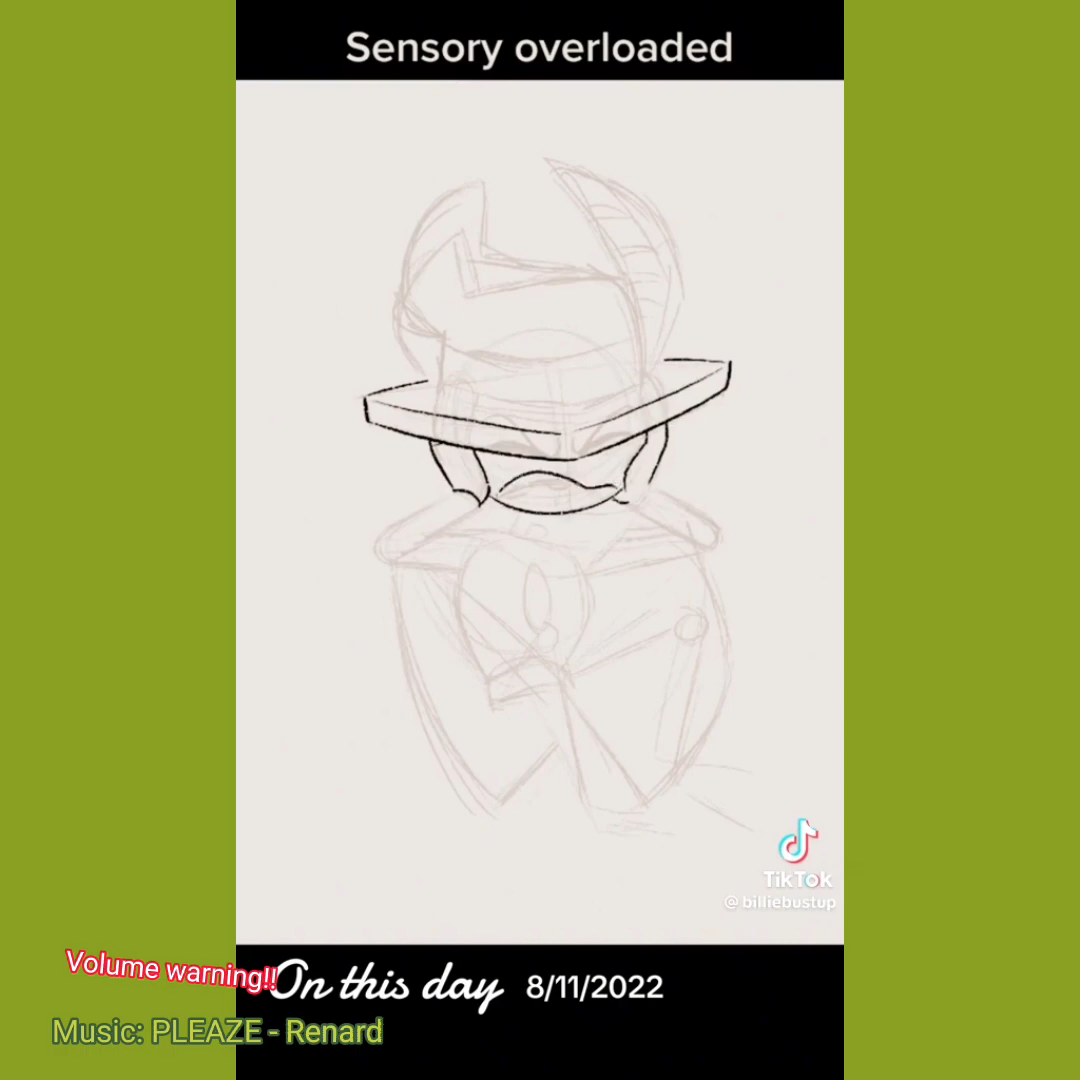 Sensory overloaded
TikTok
@billiebustup
Volume warning!!
On this day 8/11/2022
Music: PLEAZE - Renard